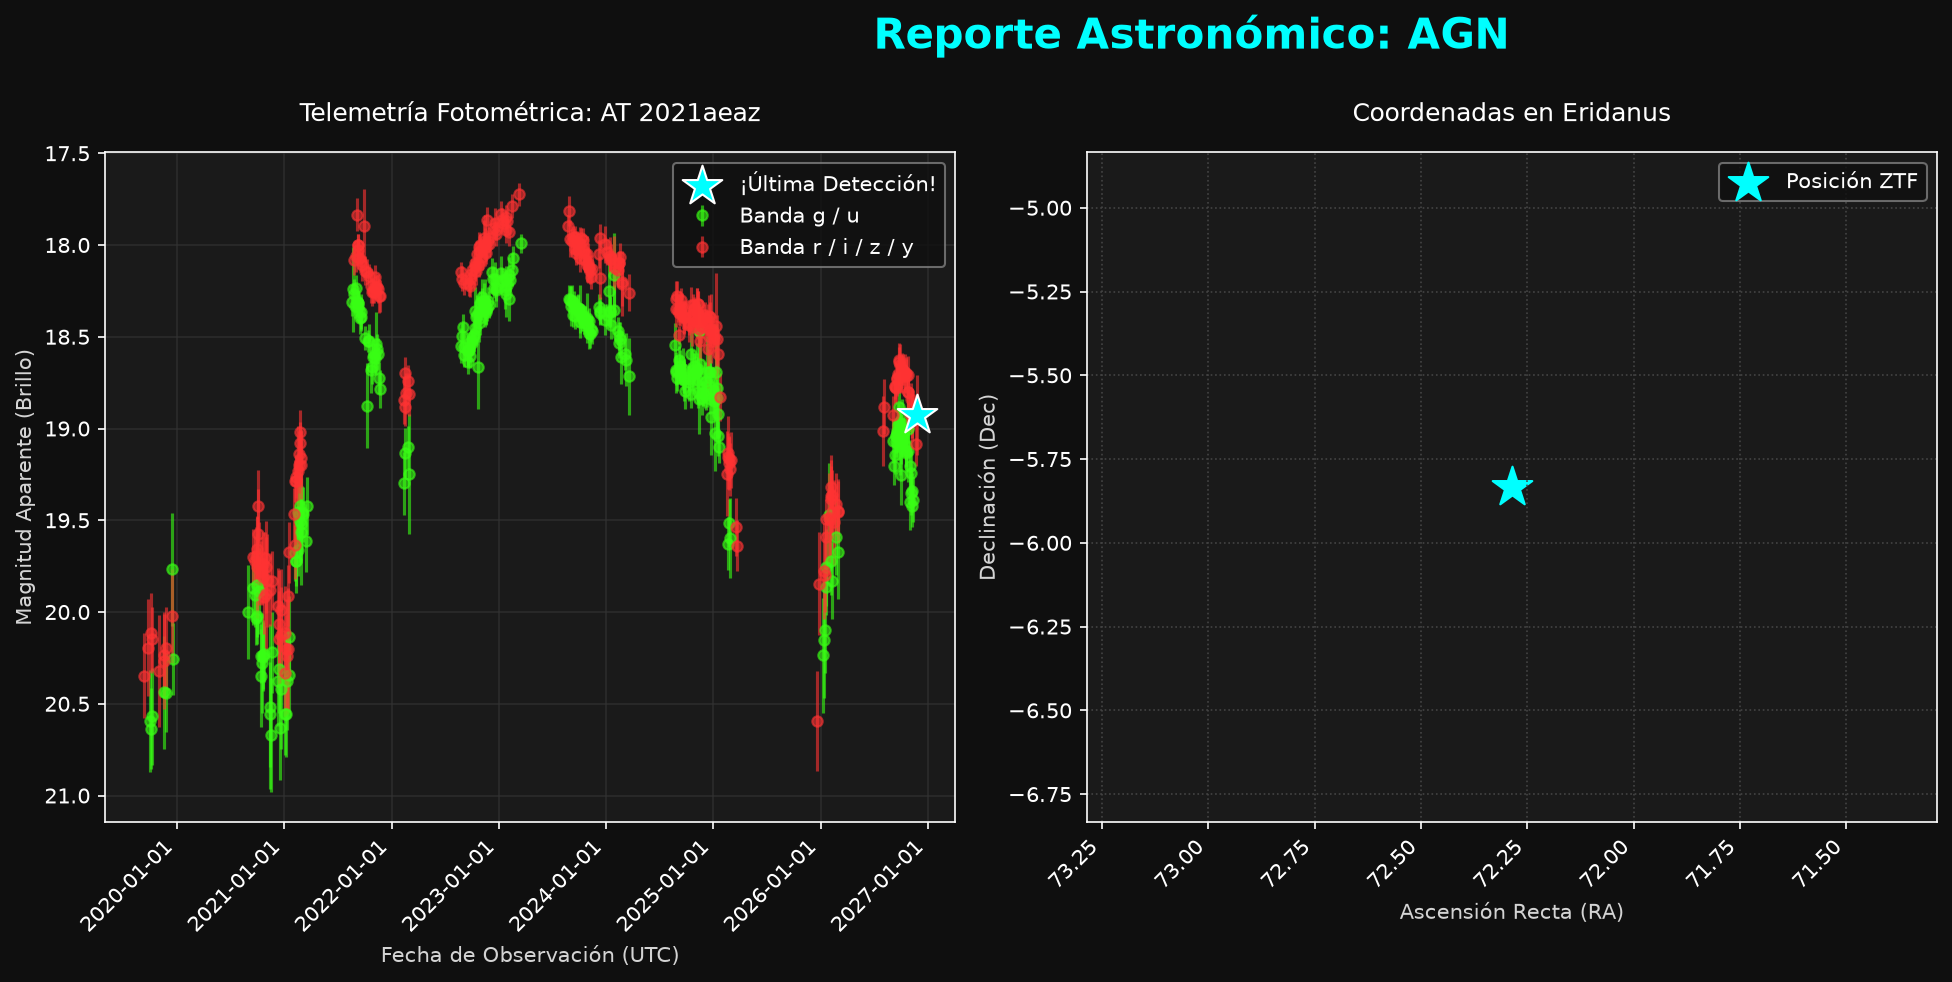 Reporte Astronómico: AGN
Telemetría Fotométrica: AT 2021aeaz
¡Última Detección!
Banda g / u
Banda r / i / z / y
Magnitud Aparente (Brillo)
17.5
18.0
18.5
19.0
19.5
20.0
20.5
21.0
2020-01-01
2021-01-01
2022-01-01
2023-01-01
2024-01-01
2025-01-01
2026-01-01
2027-01-01
Fecha de Observación (UTC)
Coordenadas en Eridanus
Posición ZTF
Declinación (Dec)
−5.00
−5.25
−5.50
−5.75
−6.00
−6.25
−6.50
−6.75
73.25
73.00
72.75
72.50
72.25
72.00
71.75
71.50
Ascensión Recta (RA)